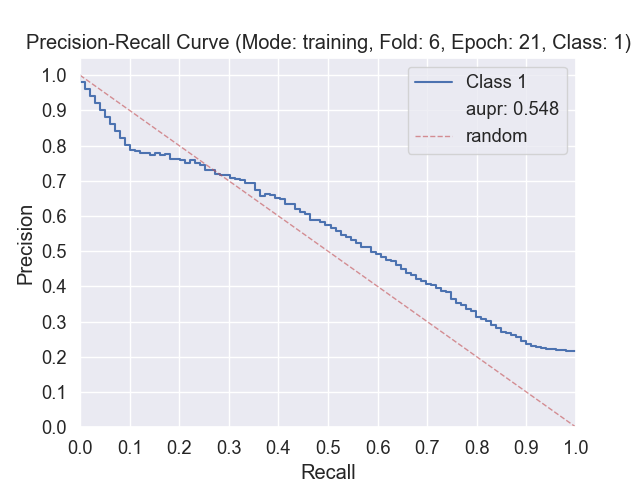 Precision-Recall Curve (Mode: training, Fold: 6, Epoch: 21, Class: 1)
Class 1
aupr: 0.548
random
Precision
1.0
0.9
0.8
0.7
0.6
0.5
0.4
0.3
0.2
0.1
0.0
0.0 0.1 0.2 0.3 0.4 0.5 0.6 0.7 0.8 0.9 1.0
Recall